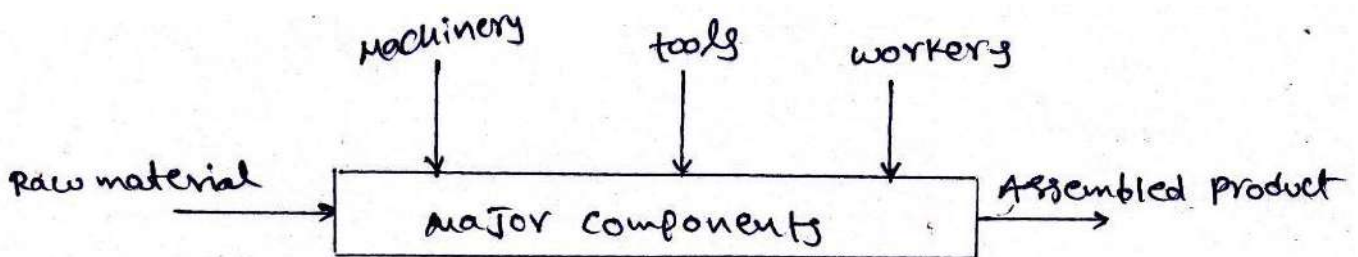 Machinery tools workers
Raw material Assembled product
Major components